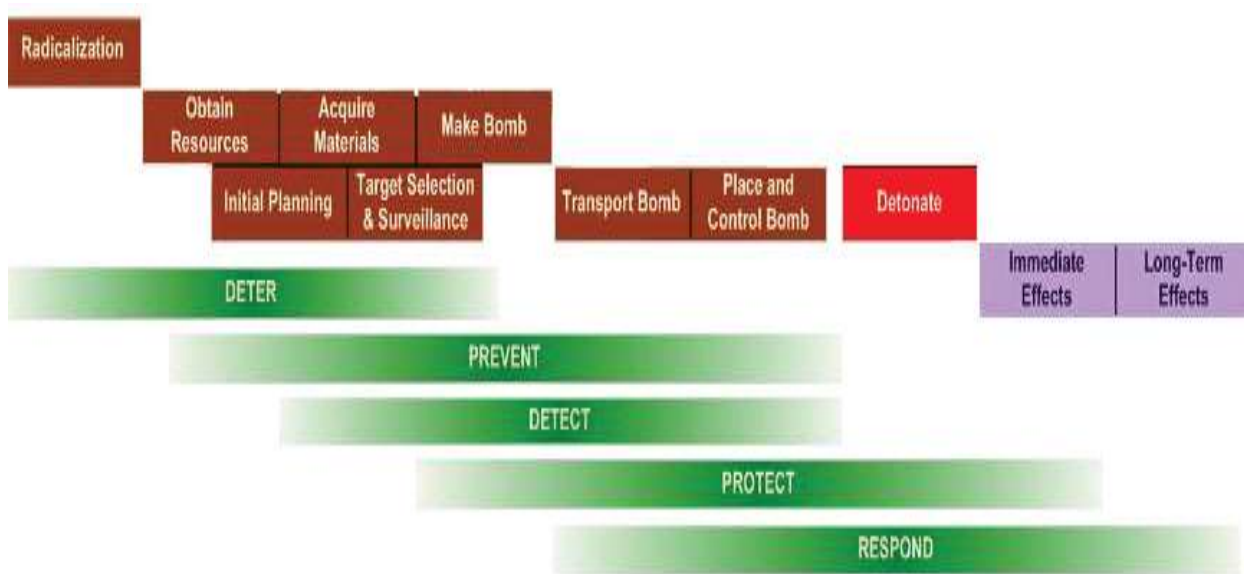 Radicalization
Obtain
Resources
Acquire
Materials
Make Bomb
Initial Planning
Target Selection
& Surveillance
Transport Bomb
Place and
Control Bomb
Detonate
Immediate
Effects
Long-Term
Effects
DETER
PREVENT
DETECT
PROTECT
RESPOND